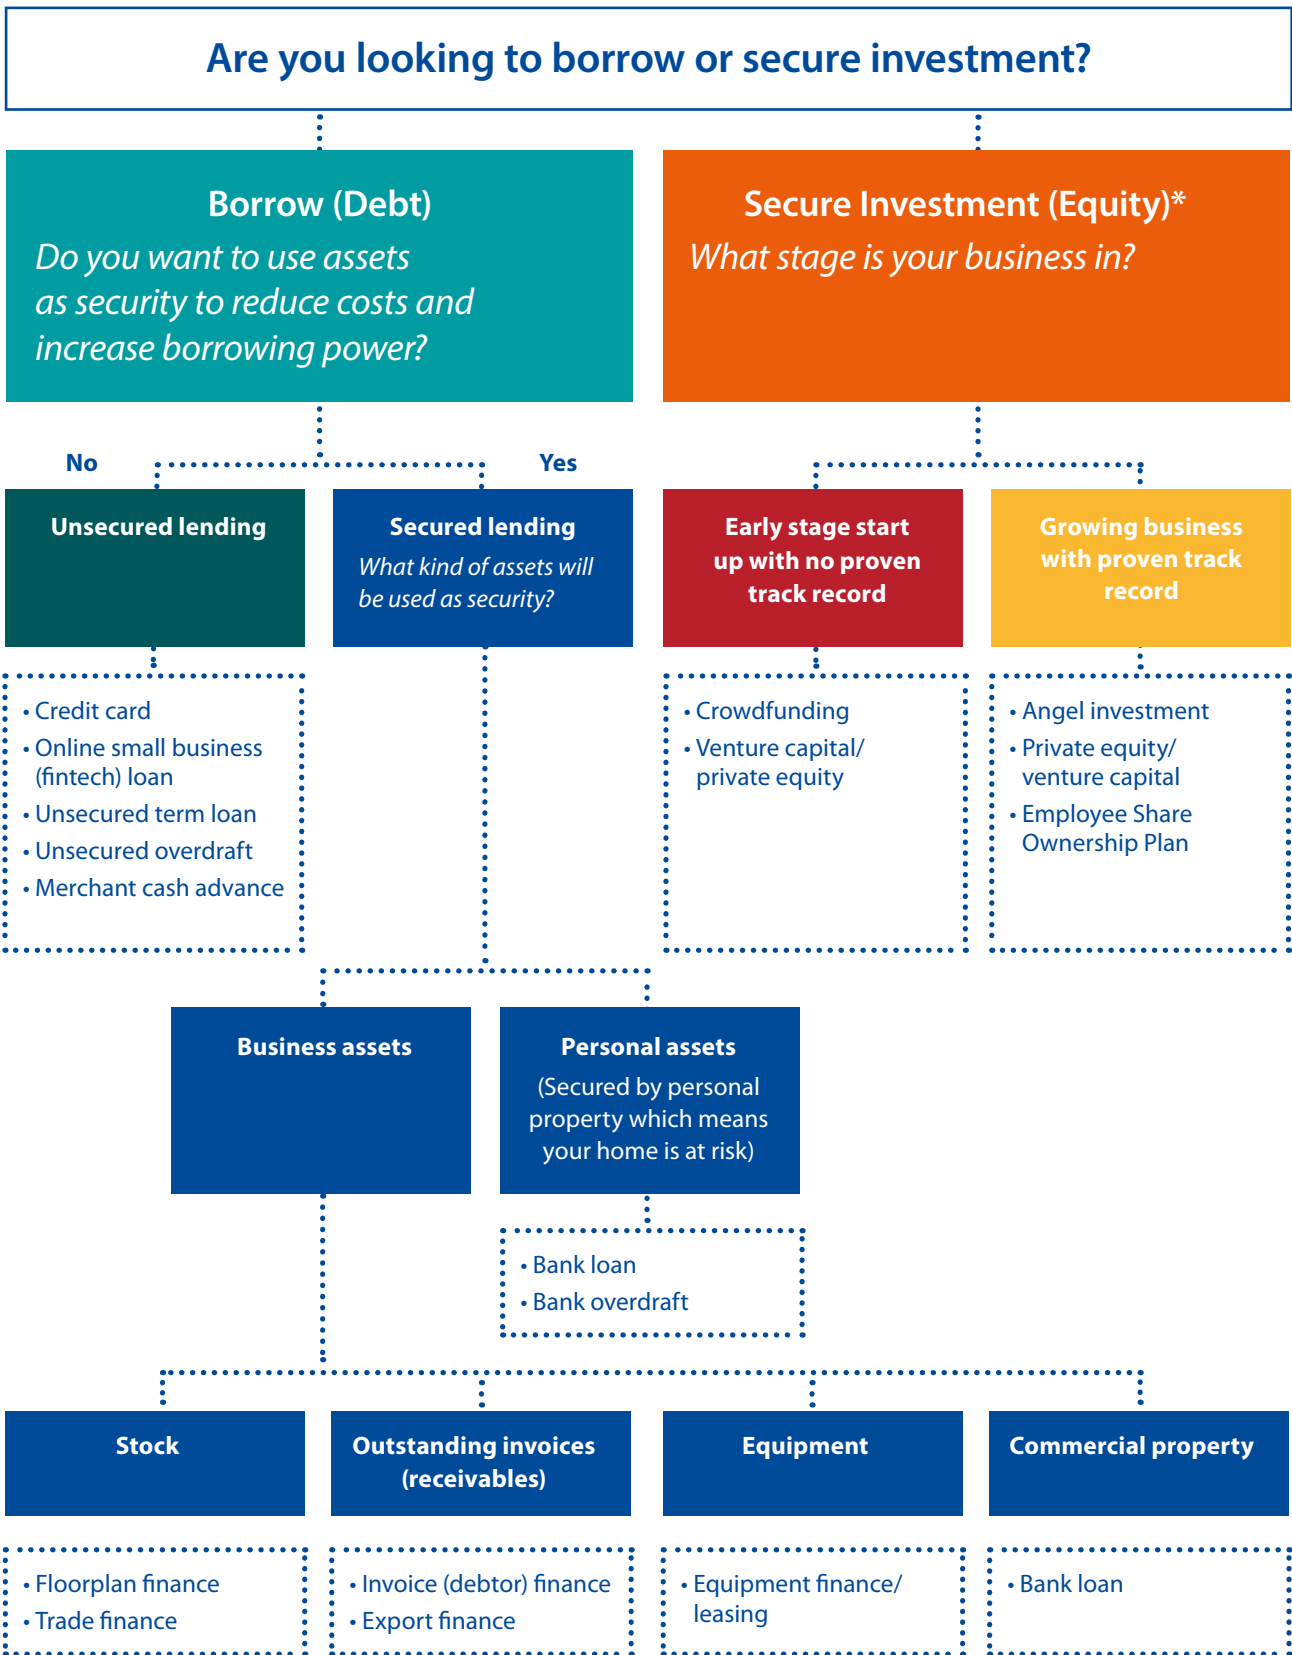 Are you looking to borrow or secure investment?
Borrow (Debt)
Do you want to use assets
as security to reduce costs and
increase borrowing power?
Secure Investment (Equity)*
What stage is your business in?
No
Yes
Unsecured lending
Secured lending
What kind of assets will
be used as security?
Early stage start
up with no proven
track record
Growing business
with proven track
record
• Credit card
• Online small business
(fintech) loan
• Unsecured term loan
• Unsecured overdraft
• Merchant cash advance
• Crowdfunding
• Venture capital/
private equity
• Angel investment
• Private equity/
venture capital
• Employee Share
Ownership Plan
Business assets
Personal assets
(Secured by personal
property which means
your home is at risk)
• Bank loan
• Bank overdraft
Stock
Outstanding invoices
(receivables)
Equipment
Commercial property
• Floorplan finance
• Trade finance
• Invoice (debtor) finance
• Export finance
• Equipment finance/
leasing
• Bank loan